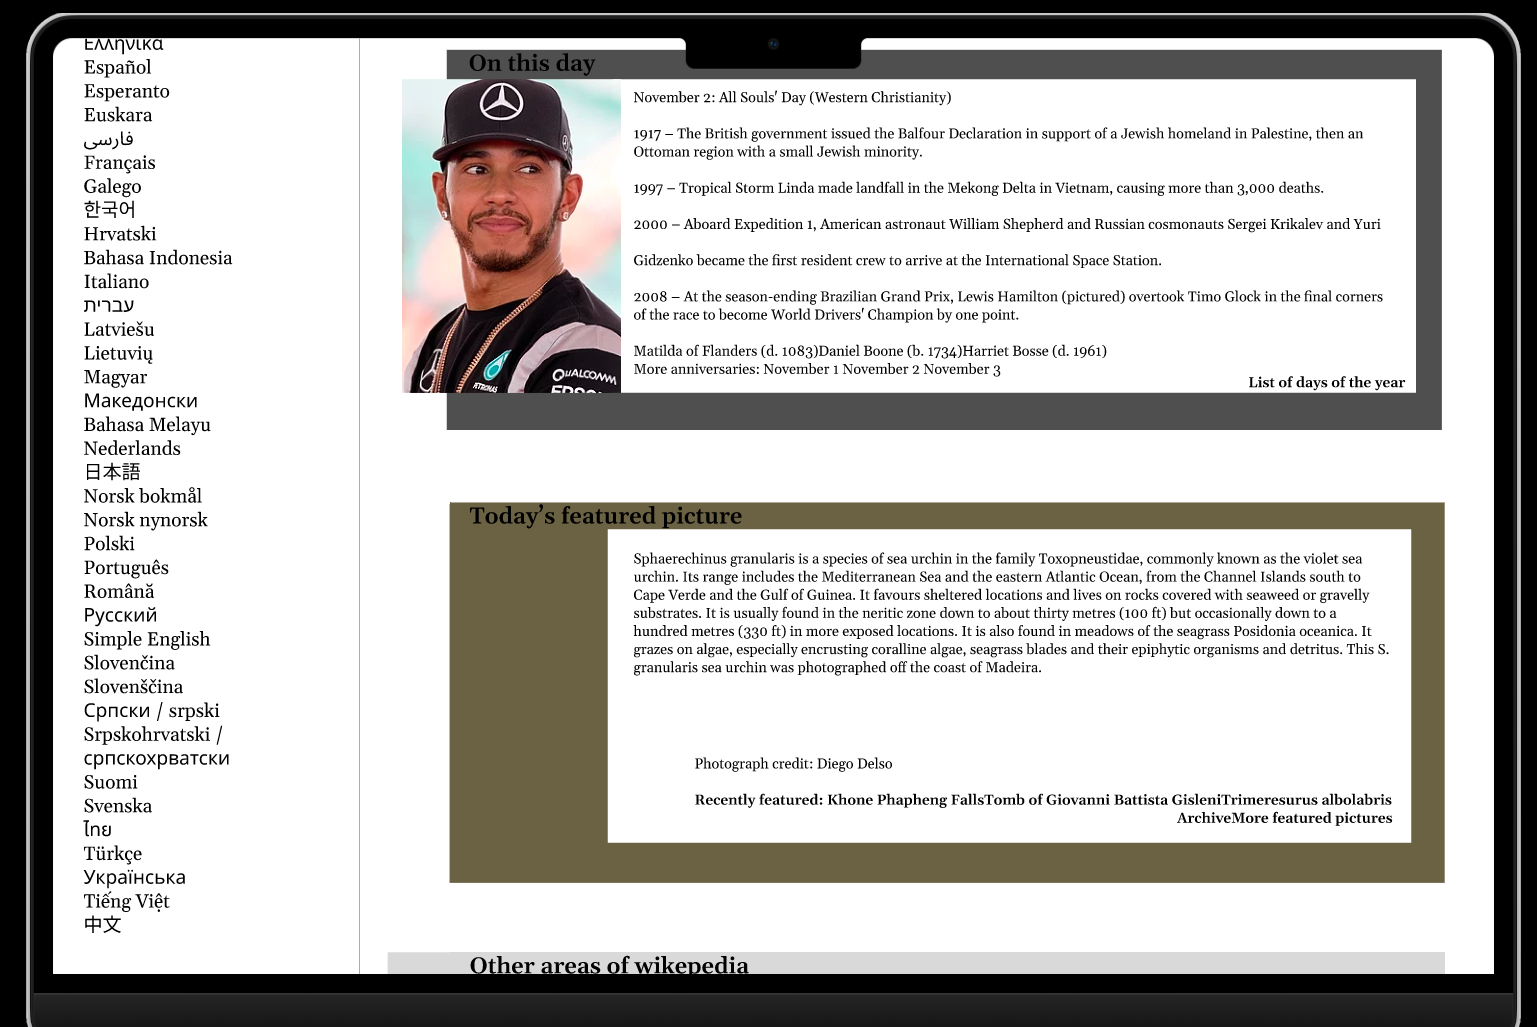 Ελληνικά
Español
Esperanto
Euskara
فارسی
Français
Galego
한국어
Hrvatski
Bahasa Indonesia
Italiano
עברית
Latviešu
Lietuvių
Magyar
Македонски
Bahasa Melayu
Nederlands
日本語
Norsk bokmål
Norsk nynorsk
Polski
Português
Română
Русский
Simple English
Slovenčina
Slovenščina
Српски / srpski
Srpskohrvatski /
српскохрватски
Suomi
Svenska
ไทย
Türkçe
Українська
Tiếng Việt
中文
On this day
QUALCOMM
PETRONAS
EPSON
November 2: All Souls' Day (Western Christianity)
1917 – The British government issued the Balfour Declaration in support of a Jewish homeland in Palestine, then an
Ottoman region with a small Jewish minority.
1997 – Tropical Storm Linda made landfall in the Mekong Delta in Vietnam, causing more than 3,000 deaths.
2000 – Aboard Expedition 1, American astronaut William Shepherd and Russian cosmonauts Sergei Krikalev and Yuri
Gidzenko became the first resident crew to arrive at the International Space Station.
2008 – At the season-ending Brazilian Grand Prix, Lewis Hamilton (pictured) overtook Timo Glock in the final corners
of the race to become World Drivers' Champion by one point.
Matilda of Flanders (d. 1083)Daniel Boone (b. 1734)Harriet Bosse (d. 1961)
More anniversaries: November 1 November 2 November 3
List of days of the year
Today’s featured picture
Sphaerechinus granularis is a species of sea urchin in the family Toxopneustidae, commonly known as the violet sea
urchin. Its range includes the Mediterranean Sea and the eastern Atlantic Ocean, from the Channel Islands south to
Cape Verde and the Gulf of Guinea. It favours sheltered locations and lives on rocks covered with seaweed or gravelly
substrates. It is usually found in the neritic zone down to about thirty metres (100 ft) but occasionally down to a
hundred metres (330 ft) in more exposed locations. It is also found in meadows of the seagrass Posidonia oceanica. It
grazes on algae, especially encrusting coralline algae, seagrass blades and their epiphytic organisms and detritus. This S.
granularis sea urchin was photographed off the coast of Madeira.
Photograph credit: Diego Delso
Recently featured: Khone Phapheng FallsTomb of Giovanni Battista GisleniTrimeresurus albolabris
ArchiveMore featured pictures
Other areas of wikepedia